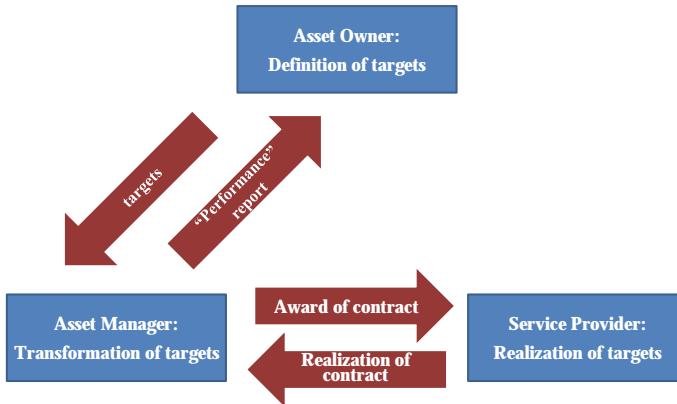 Asset Owner:
Definition of targets
targets
“Performance”
report
Award of contract
Asset Manager:
Transformation of targets
Service Provider:
Realization of targets
Realization of
contract